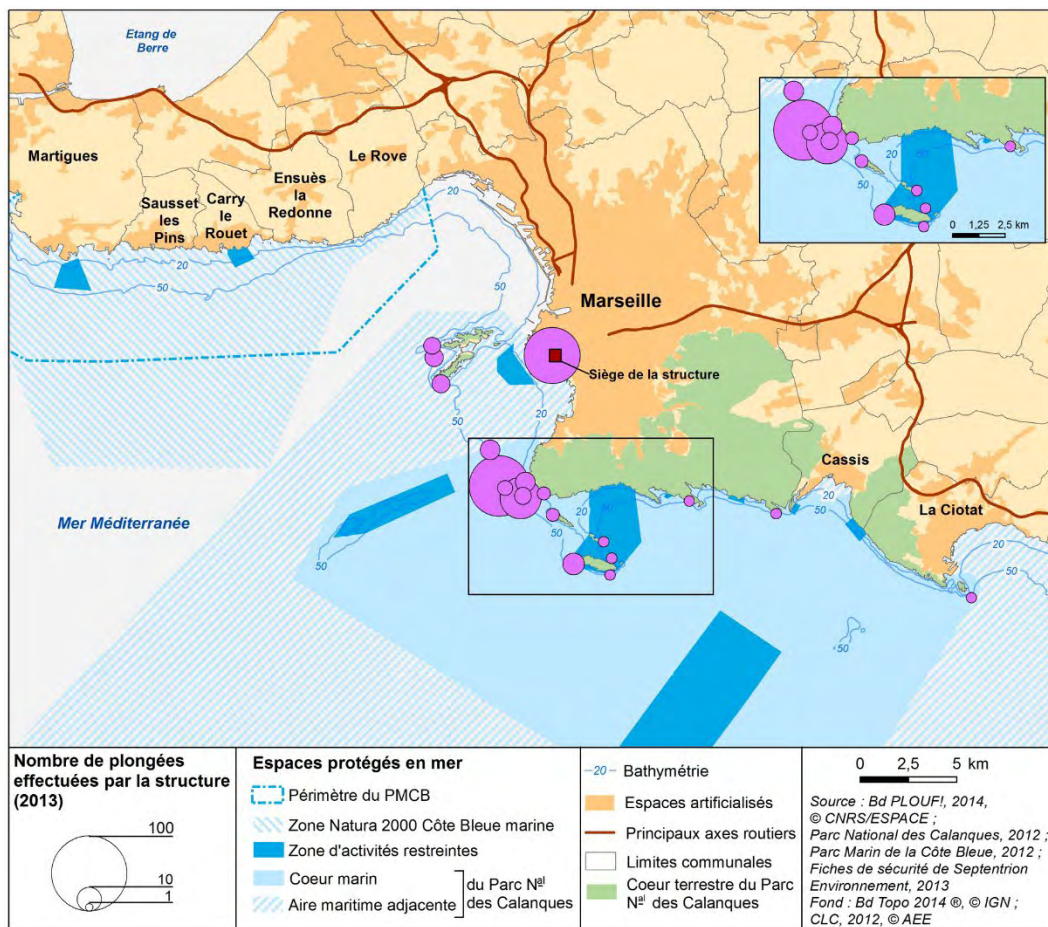 Etang de
Berre
Martigues
Sausset
les
Pins
Carry
le
Rouet
Ensuès
la
Redonne
Le Rove
20
50
20
50
Marseille
Siège de la structure
20
50
20
50
0 1,25 2,5 km
Mer Méditerranée
50
20
50
20
50
Cassis
20
50
La Ciotat
20
50
50
Nombre de plongées
effectuées par la structure
(2013)
100
10
1
Espaces protégés en mer
Périmètre du PMCB
Zone Natura 2000 Côte Bleue marine
Zone d'activités restreintes
Coeur marin
Aire maritime adjacente
du Parc Nal
des Calanques
-20- Bathymétrie
Espaces artificialisés
Principaux axes routiers
Limites communales
Coeur terrestre du Parc
Nal des Calanques
0 2,5 5 km
Source : Bd PLOUF!, 2014,
© CNRS/ESPACE ;
Parc National des Calanques, 2012 ;
Parc Marin de la Côte Bleue, 2012 ;
Fiches de sécurité de Septentrion
Environnement, 2013
Fond : Bd Topo 2014 ®, © IGN ;
CLC, 2012, © AEE